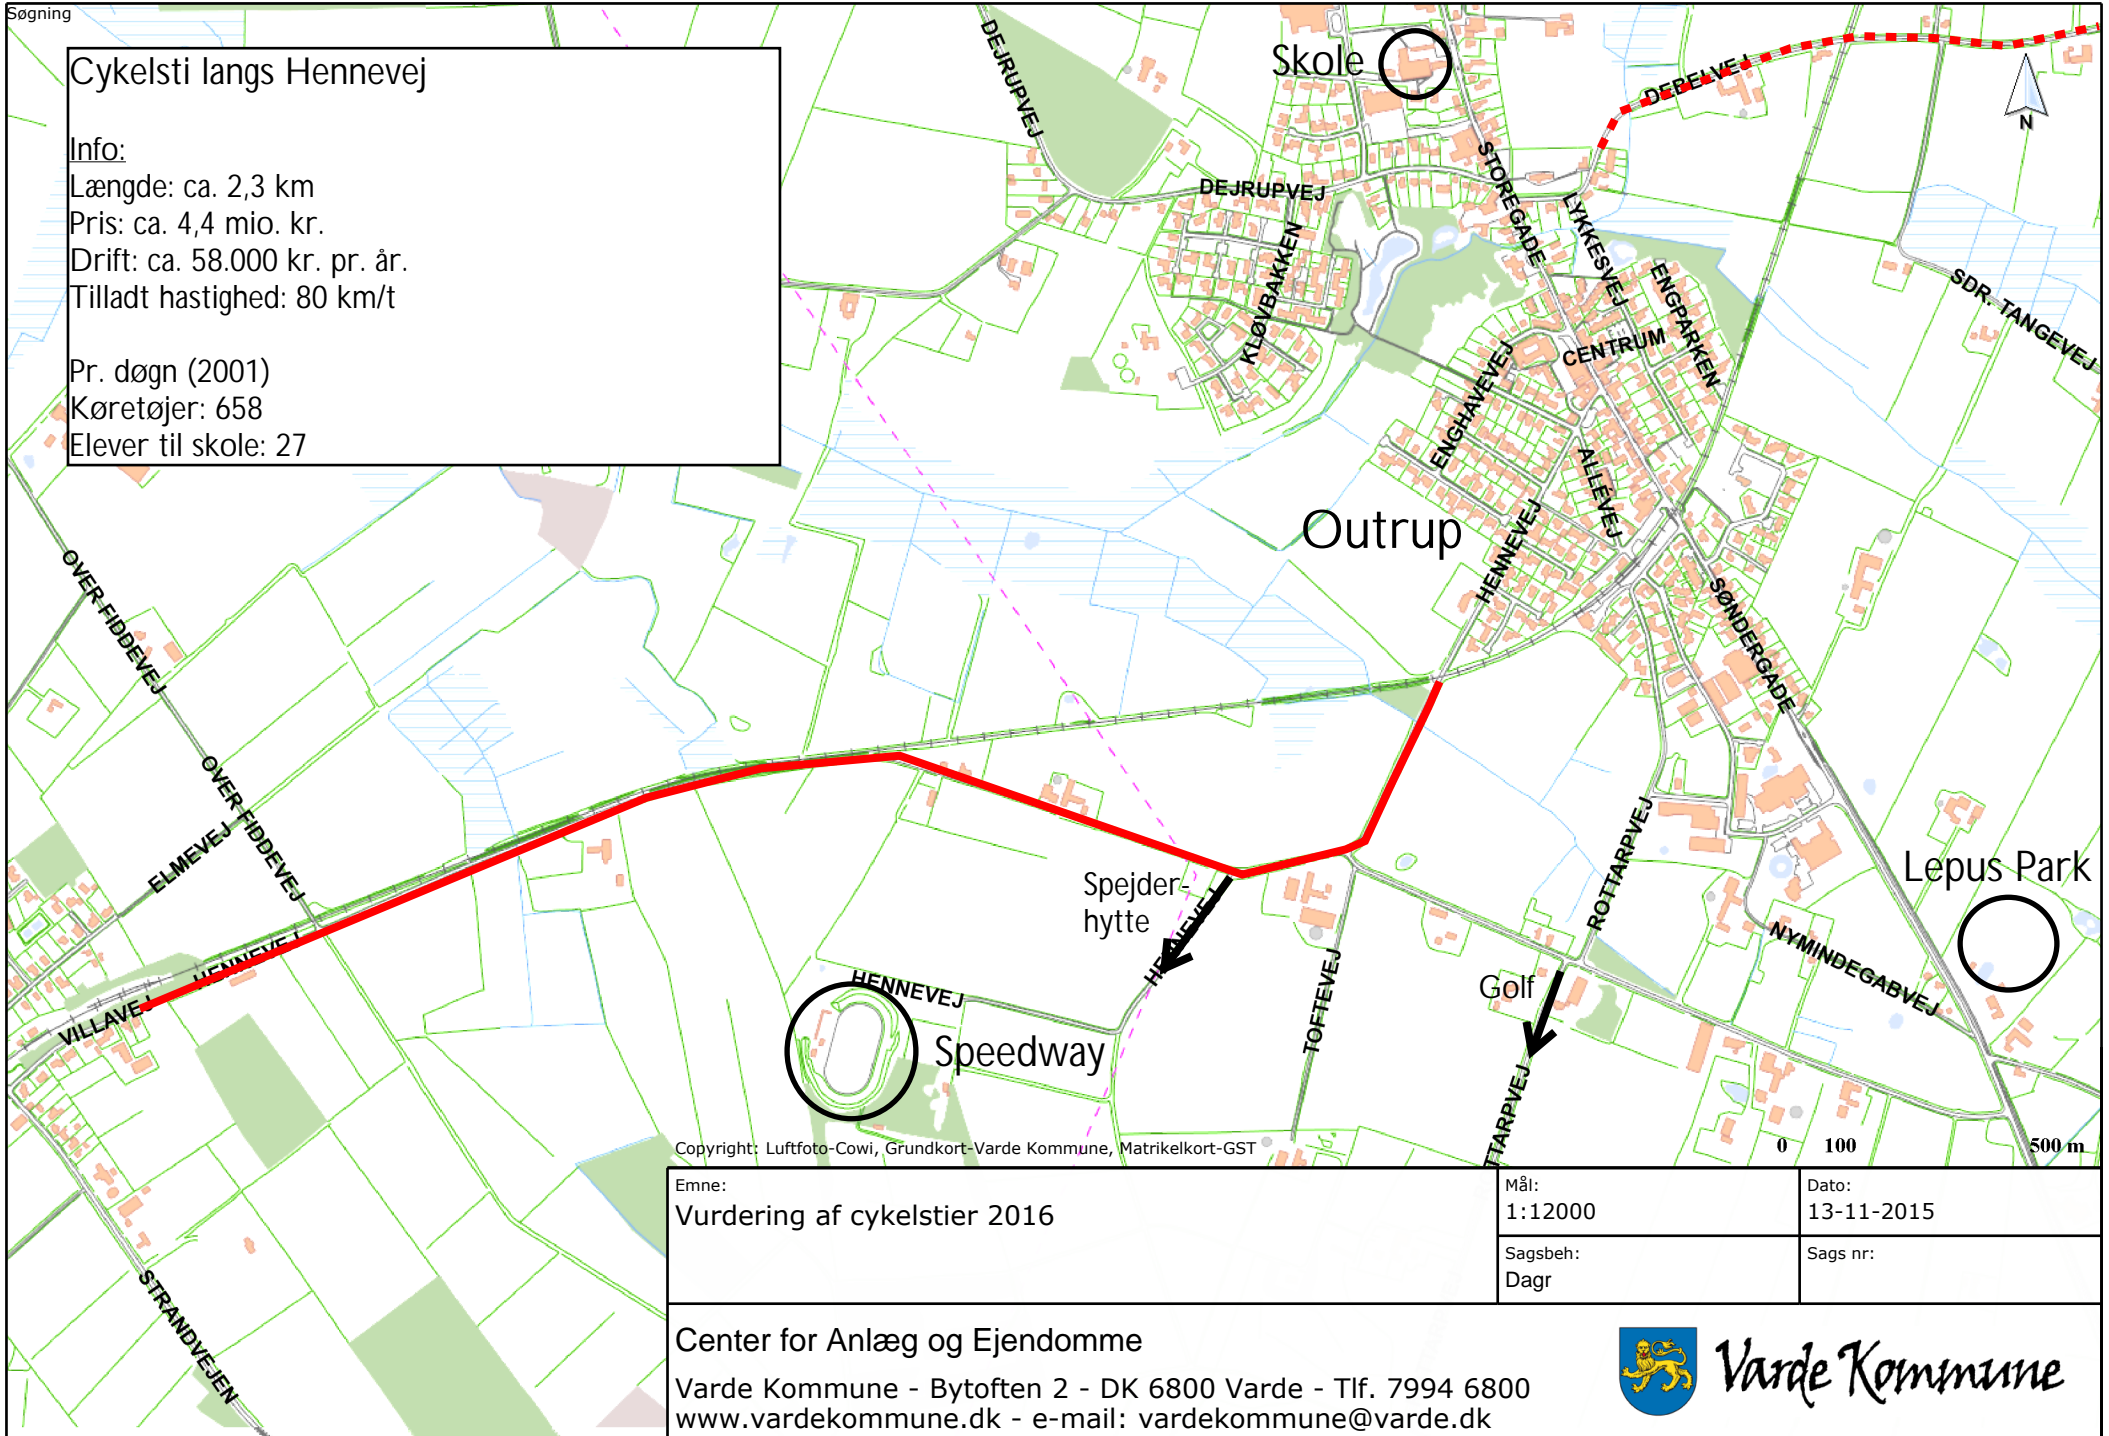 Søgning
Cykelsti langs Hennevej
Info:
Længde: ca. 2,3 km
Pris: ca. 4,4 mio. kr.
Drift: ca. 58.000 kr. pr. år.
Tilladt hastighed: 80 km/t
Pr. døgn (2001)
Køretøjer: 658
Elever til skole: 27
DEJRUPVEJ
Skole
DEBELVEJ
N
DEJRUPVEJ
STOREGADE
LYKKESVEJ
KLØVBAKKEN
ENGPARKEN
SDR. TANGEVEJ
CENTRUM
ENGHAVEVEJ
ALLÉVEJ
Outrup
HENNEVEJ
OVER FIDDEVEJ
SØNDERGADE
OVER FIDDEVEJ
ELMEVEJ
ROTTARPVEJ
Lepus Park
Spejder-
hytte
HENNEVEJ
HENNEVEJ
VILLAVEJ
HENNEVEJ
TOFTEVEJ
Golf
NYMINDEGABVEJ
Speedway
TTARPVEJ
STRANDVEJEN
0 100 500 m
Copyright: Luftfoto-Cowi, Grundkort-Varde Kommune, Matrikelkort-GST
Emne:
Vurdering af cykelstier 2016
Mål:
1:12000
Dato:
13-11-2015
Sagsbeh:
Dagr
Sags nr:
Center for Anlæg og Ejendomme
Varde Kommune - Bytoften 2 - DK 6800 Varde - Tlf. 7994 6800
www.vardekommune.dk - e-mail: vardekommune@varde.dk
Varde Kommune